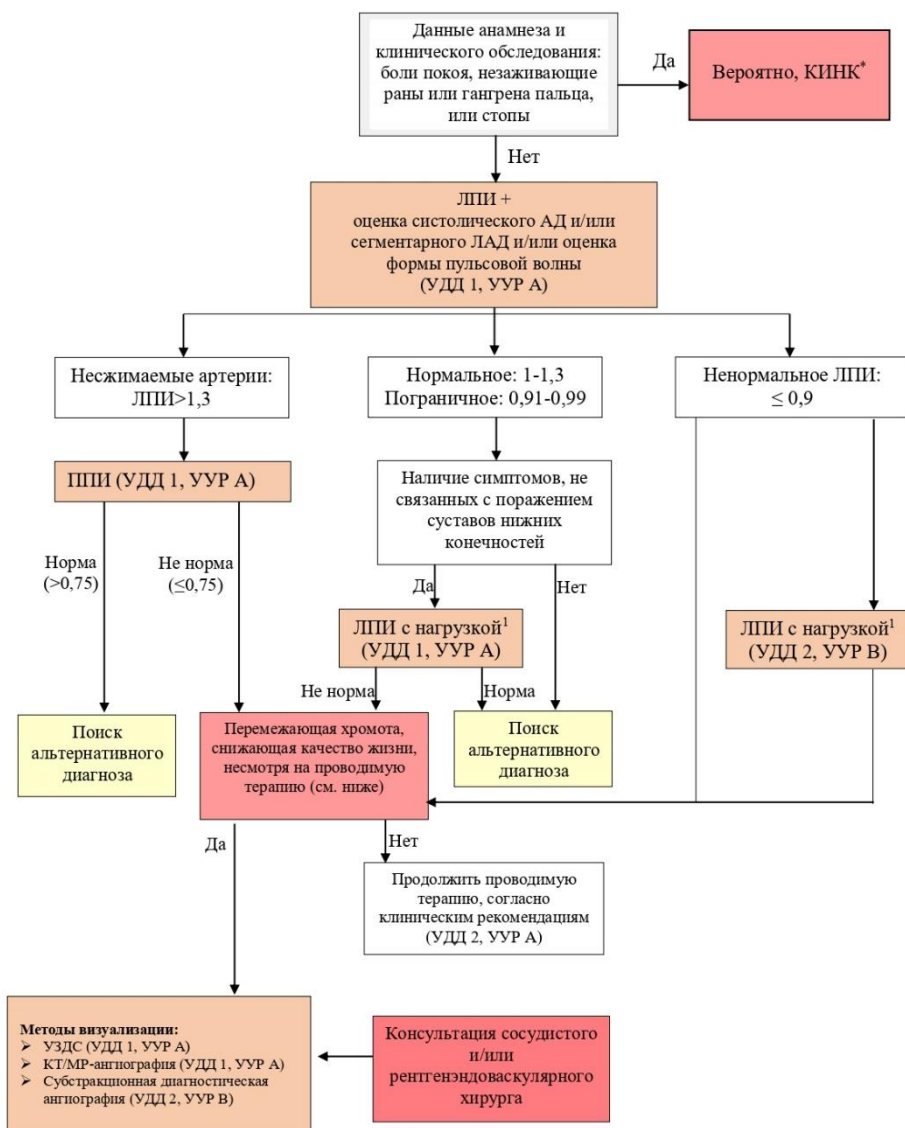 Данные анамнеза и
клинического обследования:
боли покоя, незаживающие
раны или гангрена пальца,
или стопы
Да
Вероятно, КИНК*
Нет
ЛПИ +
оценка систолического АД и/или
сегментарного ЛАД и/или оценка
формы пульсовой волны
(УДД 1, УУР А)
Несжимаемые артерии:
ЛПИ>1,3
Нормальное: 1-1,3
Пограничное: 0,91-0,99
Ненормальное ЛПИ:
≤ 0,9
ППИ (УДД 1, УУР А)
Наличие симптомов, не
связанных с поражением
суставов нижних
конечностей
Норма
(>0,75)
Не норма
(≤0,75)
Да
Нет
ЛПИ с нагрузкой¹
(УДД 1, УУР А)
ЛПИ с нагрузкой¹
(УДД 2, УУР В)
Не норма
Норма
Поиск
альтернативного
диагноза
Перемежающая хромота,
снижающая качество жизни,
несмотря на проводимую
терапию (см. ниже)
Поиск
альтернативного
диагноза
Да
Нет
Продолжить проводимую
терапию, согласно
клиническим рекомендациям
(УДД 2, УУР А)
Методы визуализации:
➢ УЗДС (УДД 1, УУР А)
➢ КТ/МР-ангиография (УДД 1, УУР А)
➢ Субстракционная диагностическая
ангиография (УДД 2, УУР В)
Консультация сосудистого
и/или
рентгенэндоваскулярного
хирурга